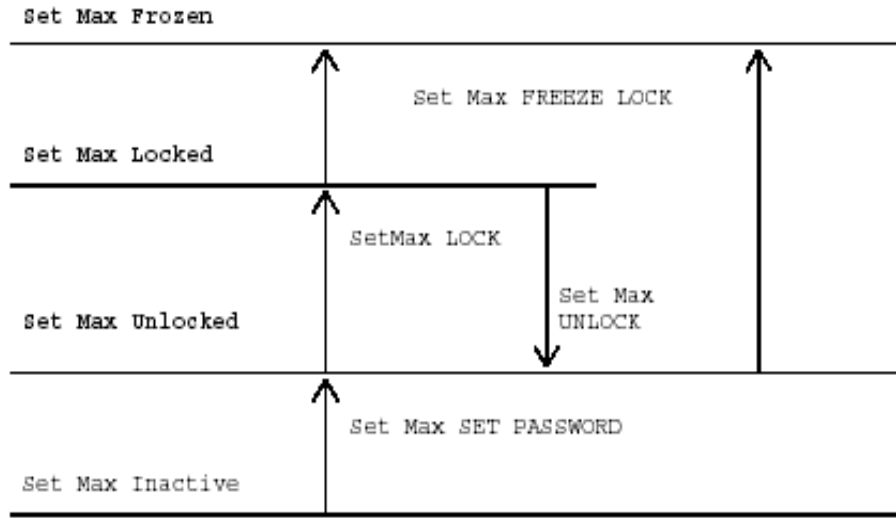 Set Max Frozen
Set Max FREEZE LOCK
Set Max Locked
SetMax LOCK
Set Max
UNLOCK
Set Max Unlocked
Set Max SET PASSWORD
Set Max Inactive